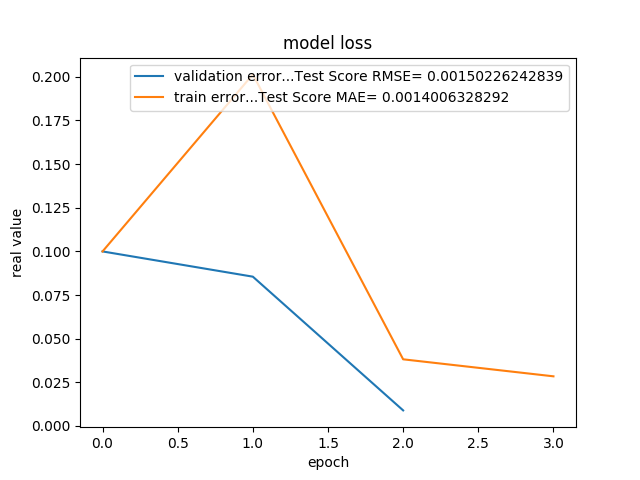 model loss
validation error...Test Score RMSE= 0.00150226242839
train error...Test Score MAE= 0.0014006328292
real value
0.200
0.175
0.150
0.125
0.100
0.075
0.050
0.025
0.000
0.0 0.5 1.0 1.5 2.0 2.5 3.0
epoch